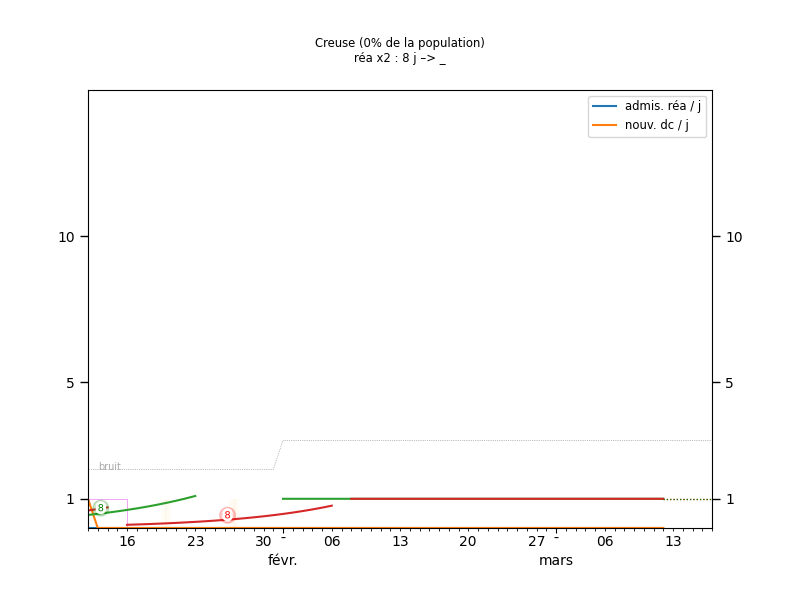 Creuse (0% de la population)
réa x2 : 8 j –> _
admis. réa / j
nouv. dc / j
10 10
5 5
bruit
1 1
8
8
16 23 30 - 06 13 20 27 - 06 13
févr. mars